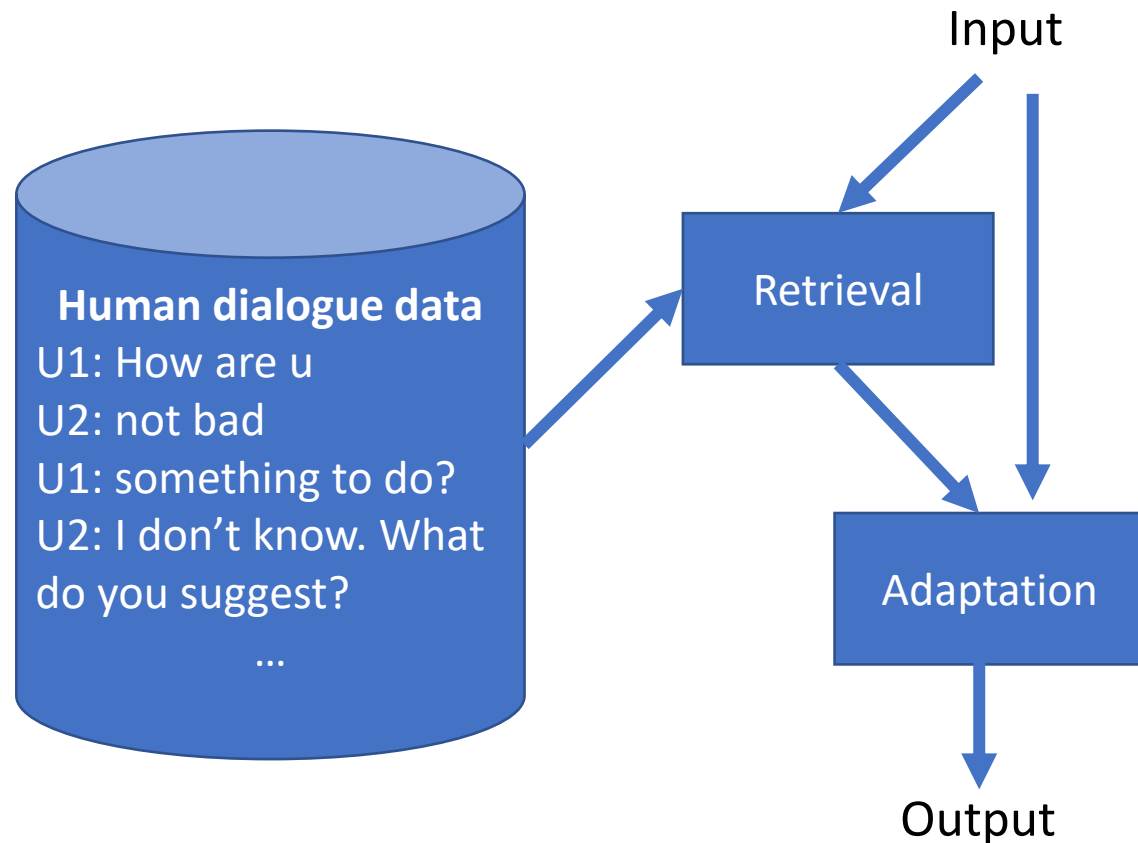 Input
Retrieval
Human dialogue data
U1: How are u
U2: not bad
U1: something to do?
U2: I don’t know. What
do you suggest?
…
Adaptation
Output